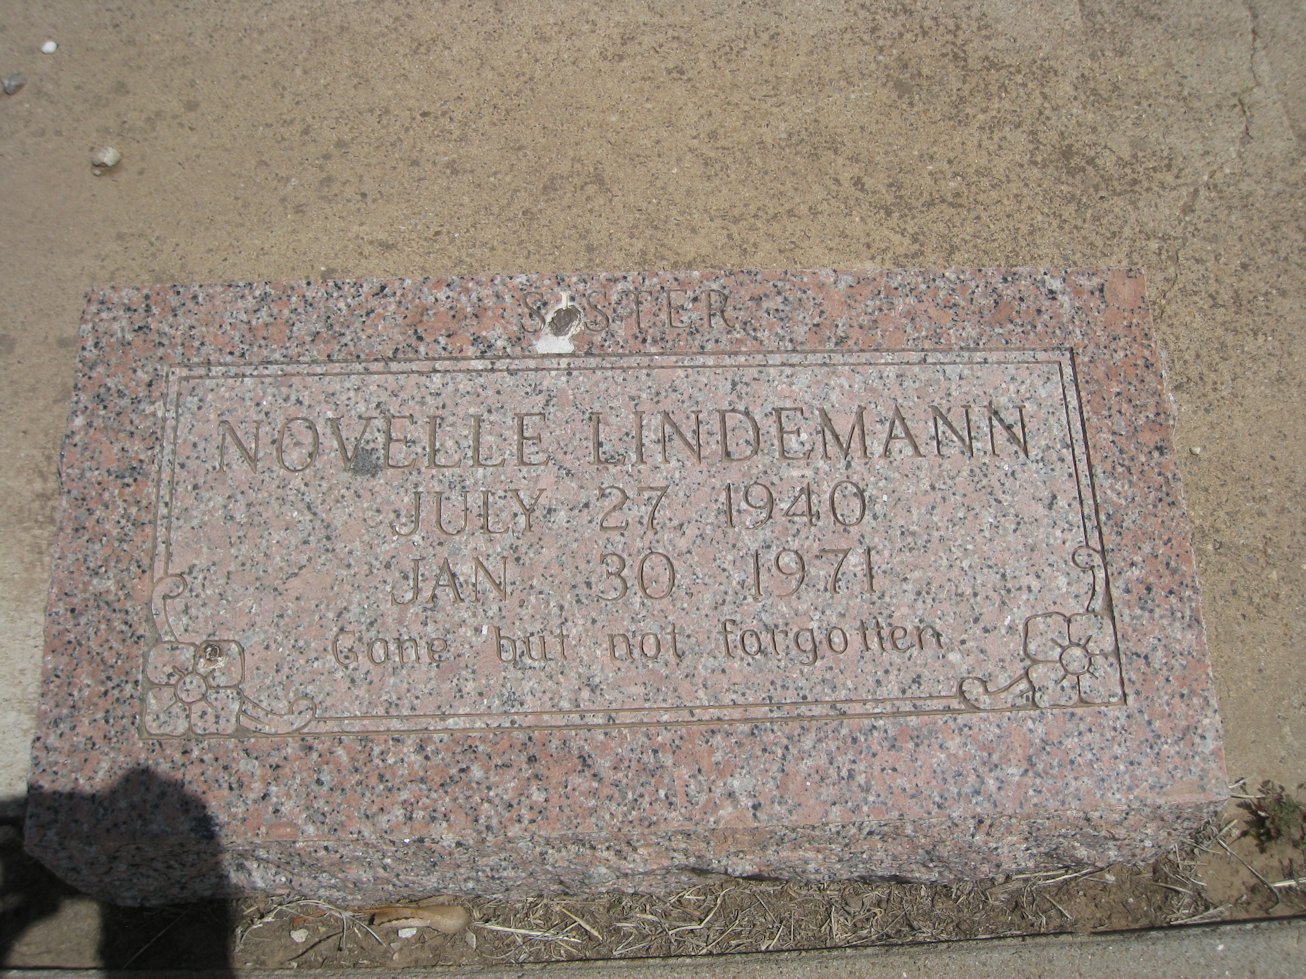 SISTER
NOVELLE LINDEMANN
JULY 27 1940
JAN 30 1971
Gone but not forgotten